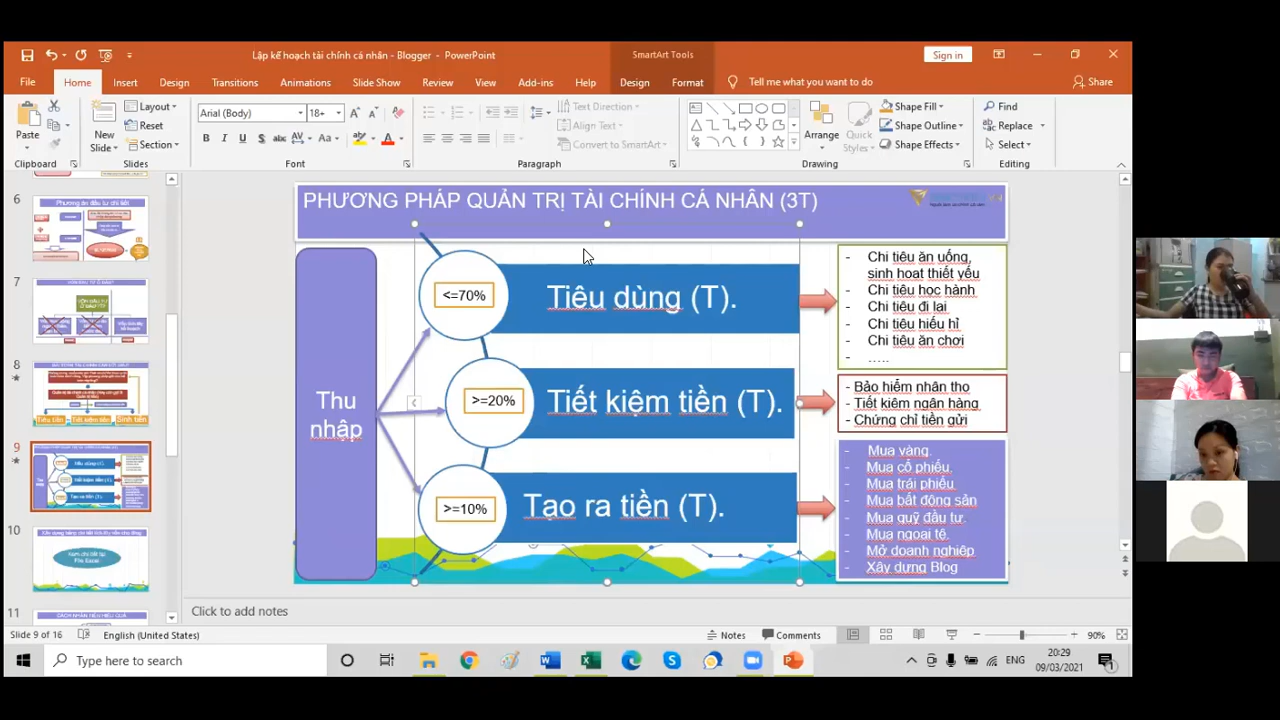 Lập kế hoạch tài chính cá nhân - Blogger - PowerPoint
SmartArt Tools
Sign in
File Home Insert Design Transitions Animations Slide Show Review View Add-ins Help Design Format Tell me what you want to do Share
Paste
Clipboard
New Slide
Layout
Reset
Section
Slides
Arial (Body) 18+
B I U S abc AV Aa A
Font
Text Direction
Align Text
Convert to SmartArt
Paragraph
Arrange
Quick Styles
Shape Fill
Shape Outline
Shape Effects
Drawing
Find
Replace
Select
Editing
6
7
8
9
10
11
PHƯƠNG PHÁP QUẢN TRỊ TÀI CHÍNH CÁ NHÂN (3T)
Thu nhập
<=70%
Tiêu dùng (T).
- Chi tiêu ăn uống, sinh hoat thiết yếu
- Chi tiêu học hành
- Chi tiêu đi lại
- Chi tiêu hiếu hỉ
- Chi tiêu ăn chơi
- .....
>=20%
Tiết kiệm tiền (T).
- Bảo hiểm nhân thọ
- Tiết kiệm ngân hàng
- Chứng chỉ tiền gửi
>=10%
Tạo ra tiền (T).
- Mua vàng.
- Mua cổ phiếu.
- Mua trái phiếu
- Mua bất động sản
- Mua quỹ đầu tư.
- Mua ngoại tệ.
- Mở doanh nghiệp
- Xây dựng Blog
Click to add notes
Slide 9 of 16
English (United States)
Notes
Comments
90%
Type here to search
ENG
20:29
09/03/2021
1